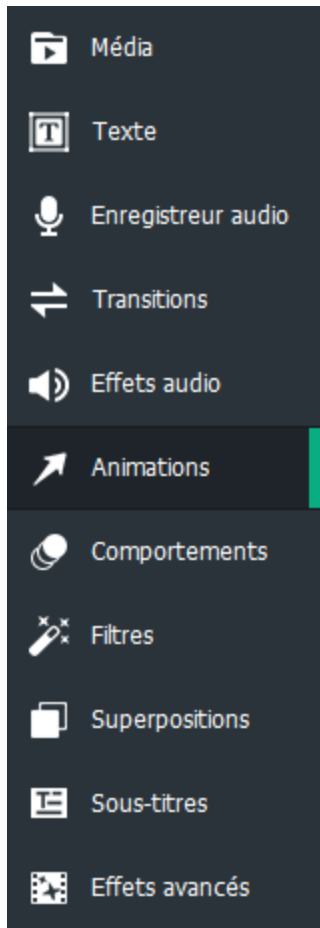 Média
Texte
Enregistreur audio
Transitions
Effets audio
Animations
Comportements
Filtres
Superpositions
Sous-titres
Effets avancés